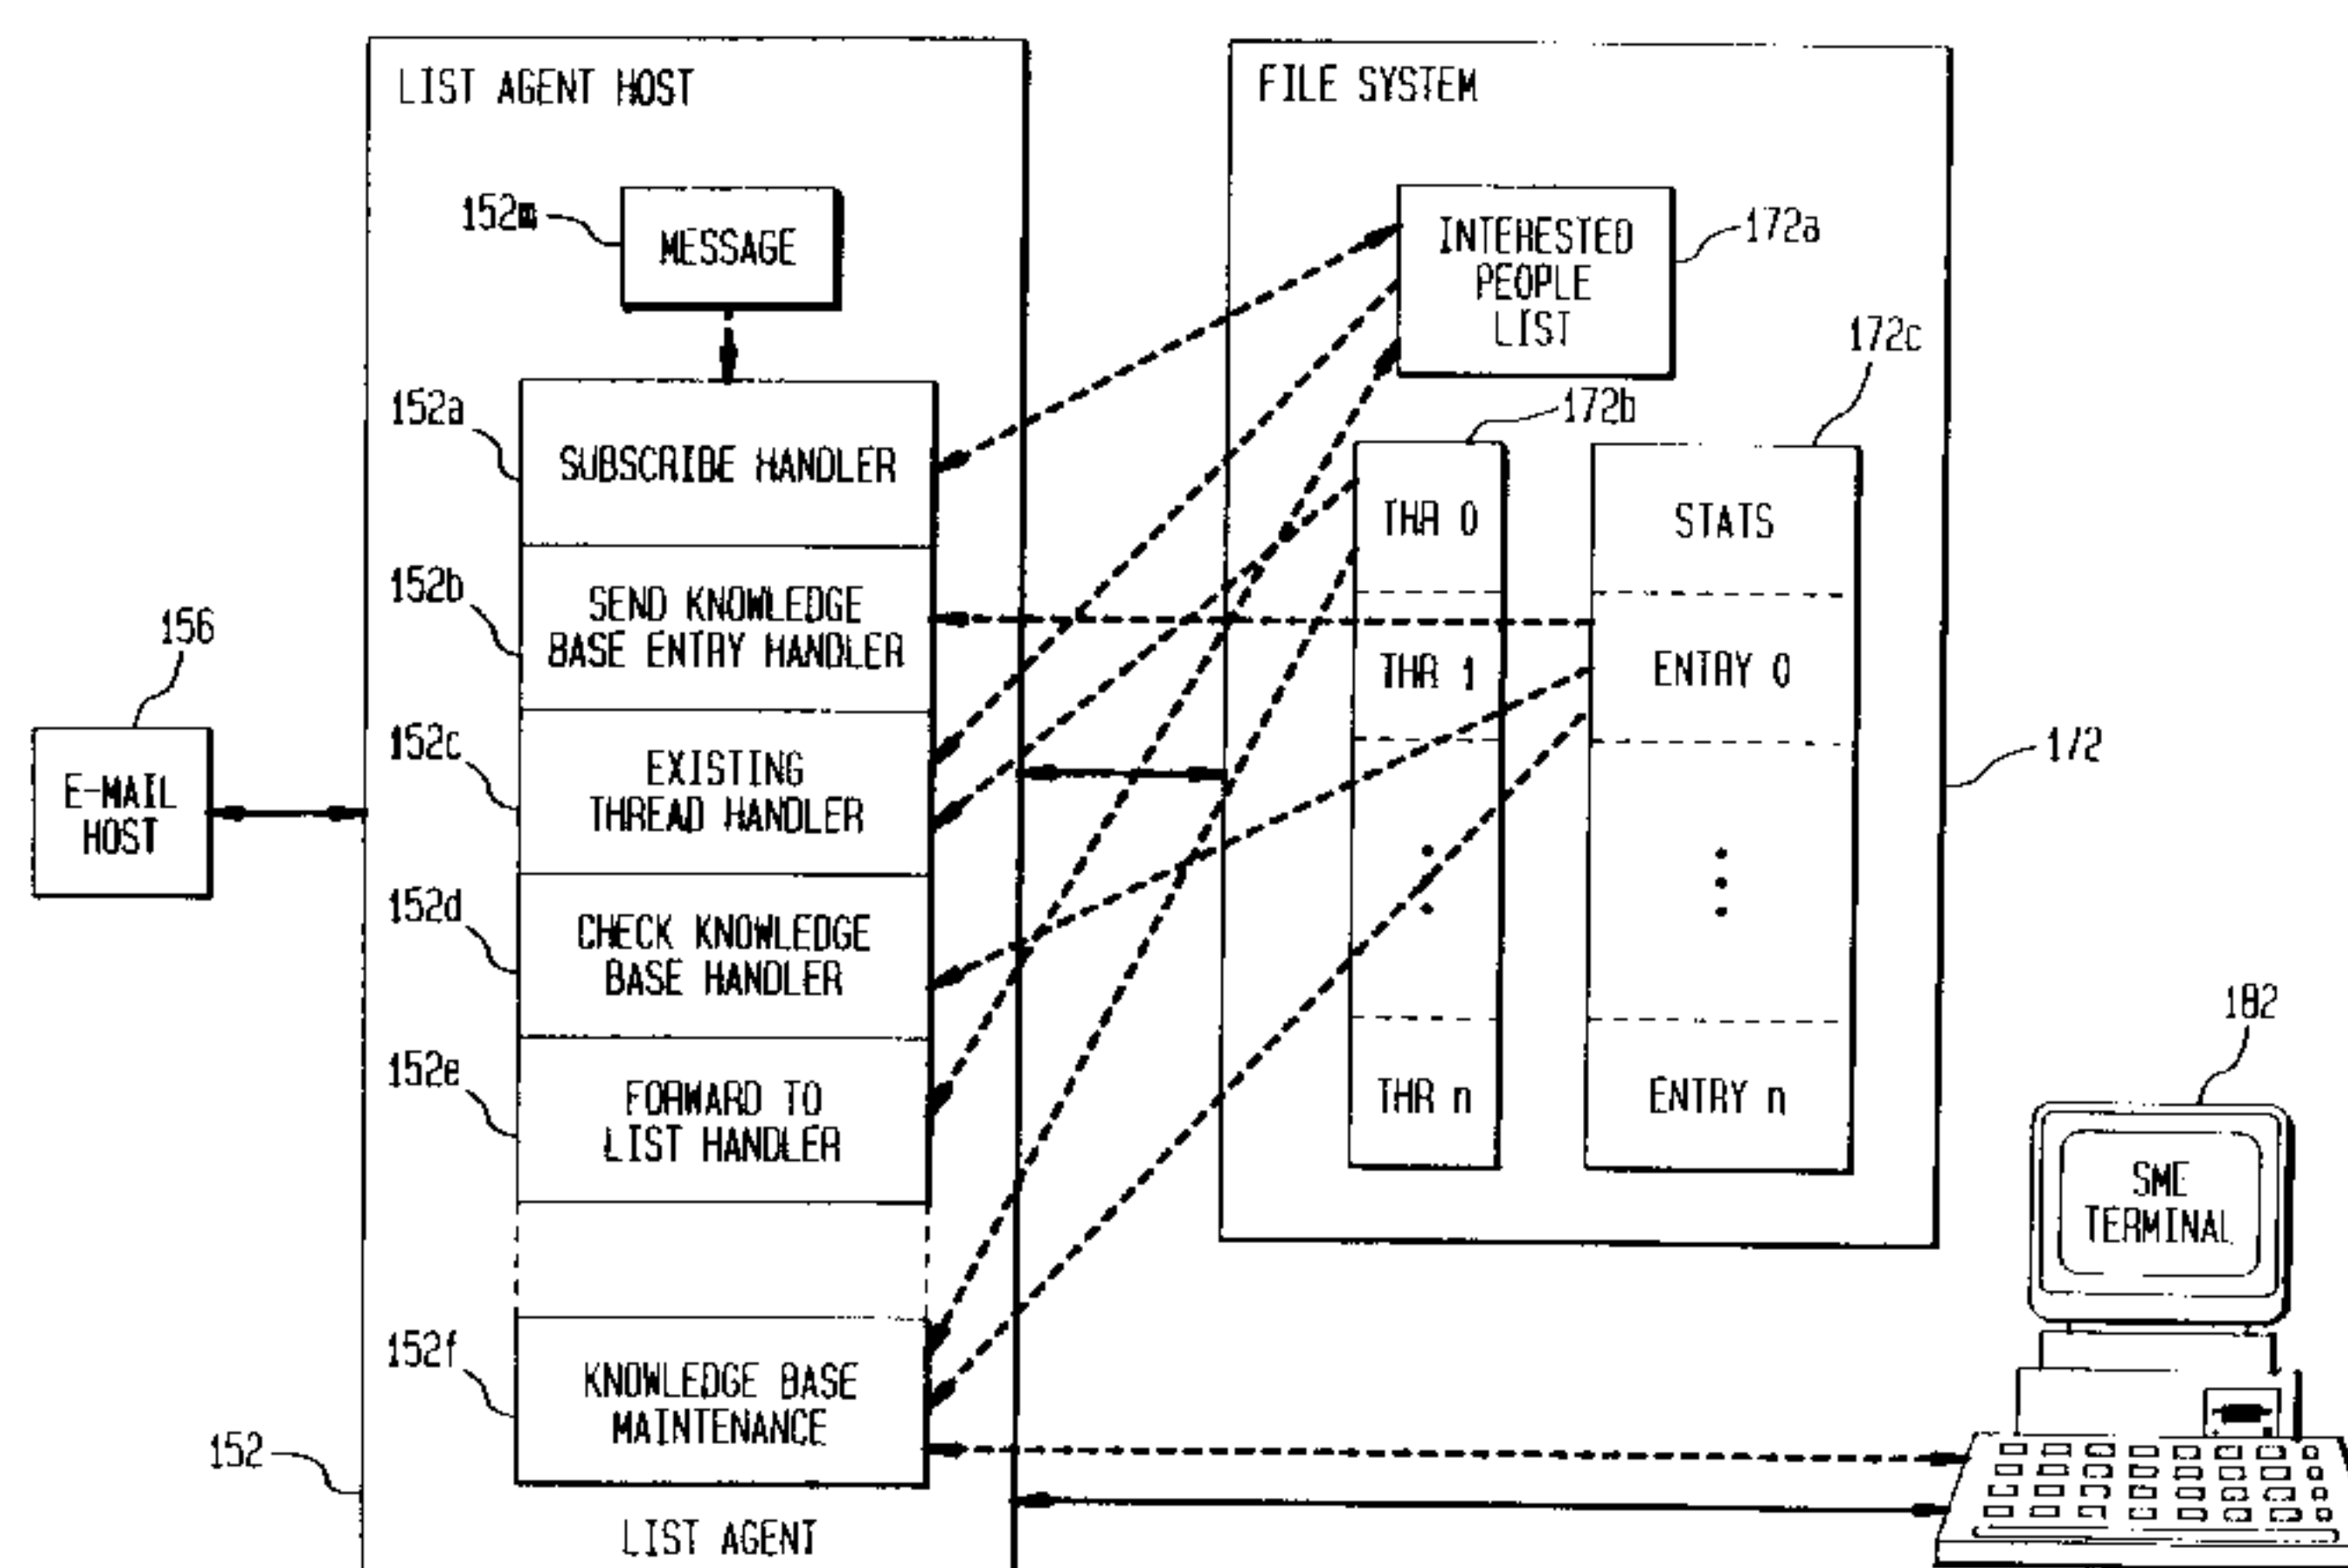 LIST AGENT HOST
152m
MESSAGE
152a
SUBSCRIBE HANDLER
152b
SEND KNOWLEDGE
BASE ENTRY HANDLER
156
E-MAIL
HOST
152c
EXISTING
THREAD HANDLER
152d
CHECK KNOWLEDGE
BASE HANDLER
152e
FORWARD TO
LIST HANDLER
152f
KNOWLEDGE BASE
MAINTENANCE
152
LIST AGENT
FILE SYSTEM
INTERESTED
PEOPLE
LIST
172a
172b
172c
THR 0
THR 1
THR n
STATS
ENTRY 0
ENTRY n
172
182
SME
TERMINAL